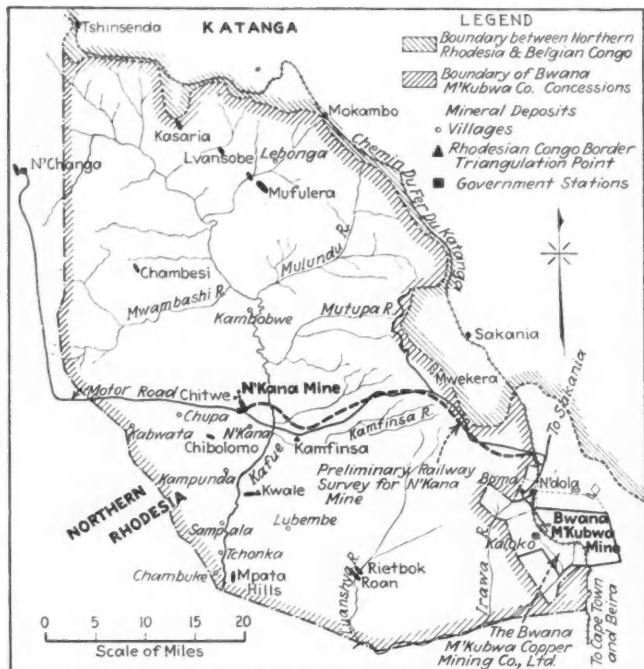 KATANGA
LEGEND
Boundary between Northern
Rhodesia & Belgian Congo
Boundary of Bwana
M'Kubwa Co. Concessions
Mineral Deposits
Villages
Rhodesian Congo Border
Triangulation Point
Government Stations
Tshinsenda
Mokambo
Kasaria
N'Changa
Lvansobe
Lebonga
Mufulera
Chemin Du Fer Du Katanga
Chambesi
Mulundu R.
Mwambashi R.
Kambobwe
Mutupa R.
Sakania
Mwekera
To Sakania
Motor Road
Chitwe
N'Kana Mine
Chupa
Kabwata
N'Kana
Chibolomo
Kafue
Kamfinsa
Kamfinsa R.
Preliminary Railway
Survey for N'Kana
Mine
Kampunda
Kwale
NORTHERN
RHODESIA
Sampala
Lubembe
Tchonka
Chambuke
Mpata
Hills
Luanshya R.
Rietbok
Roan
Irawa R.
Boma
N'dola
Kaloko
Bwana
M'Kubwa
Mine
The Bwana
M'Kubwa Copper
Mining Co., Ltd.
To Cape Town
and Beira
0 5 10 15 20
Scale of Miles